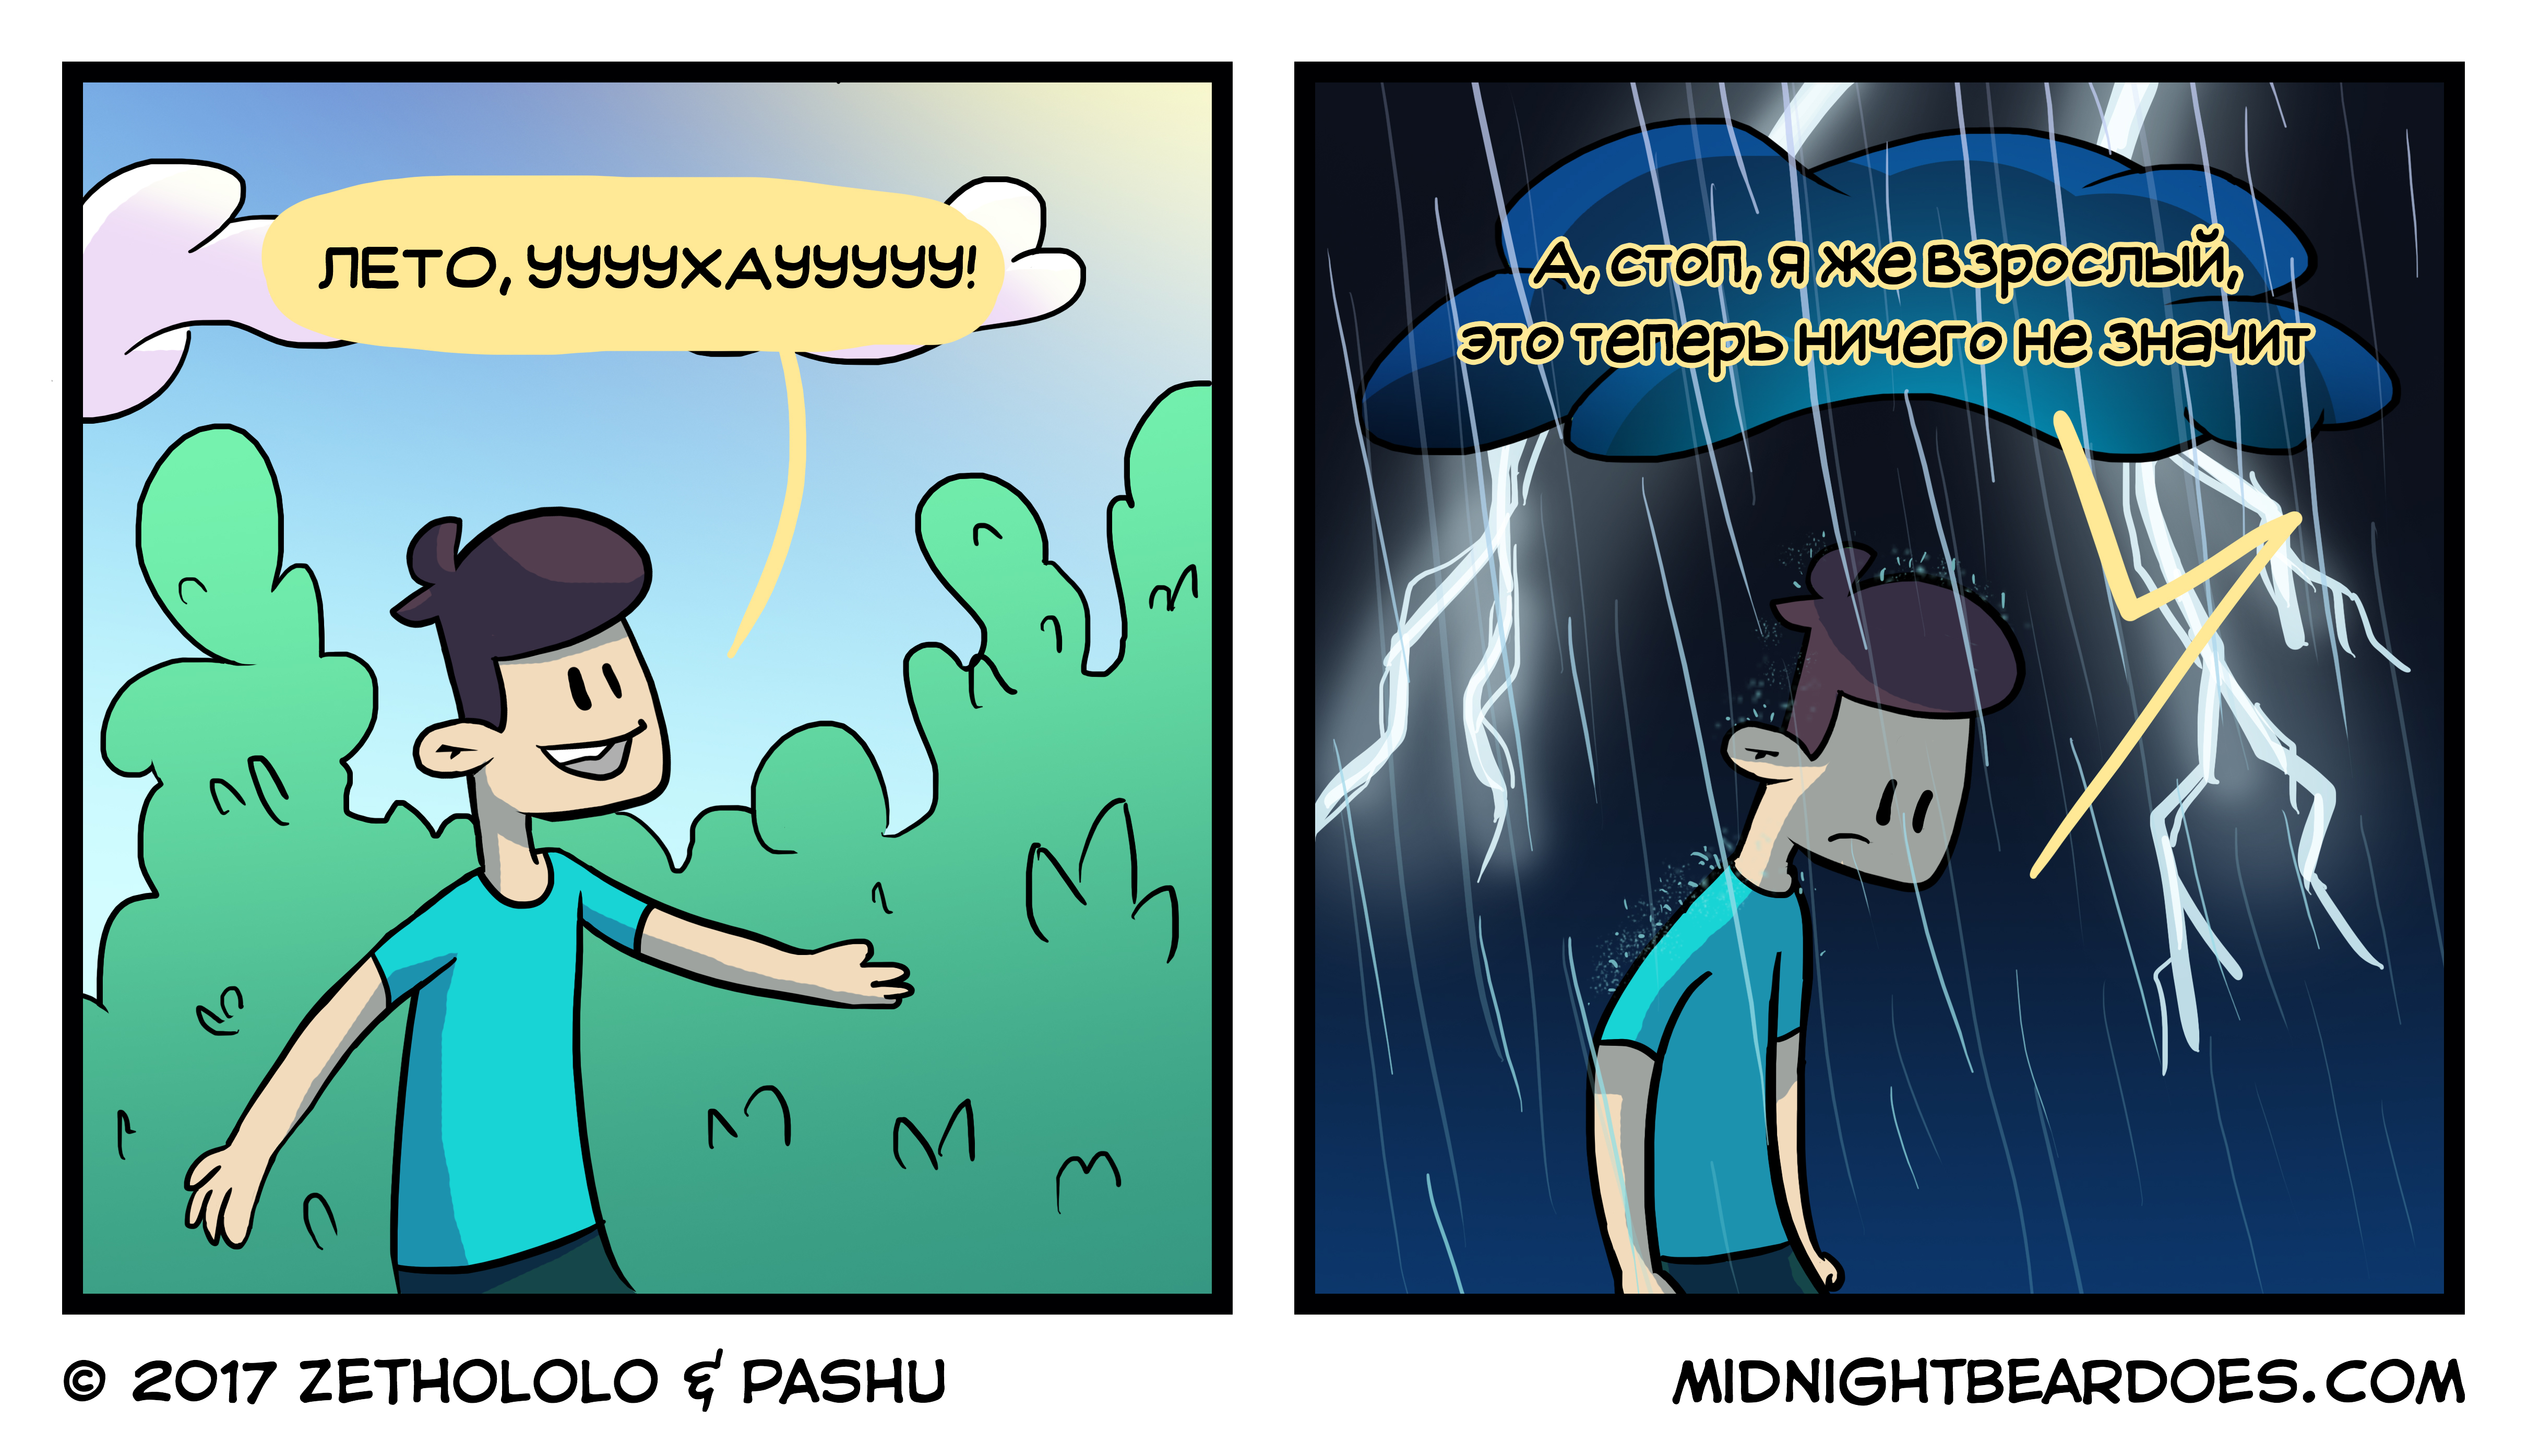 ЛЕТО, УУУУХАУУУУУ!
А, стоп, я же взрослый,
это теперь ничего не значит
© 2017 ZETHOLOLO & PASHU
MIDNIGHTBEARDOES.COM